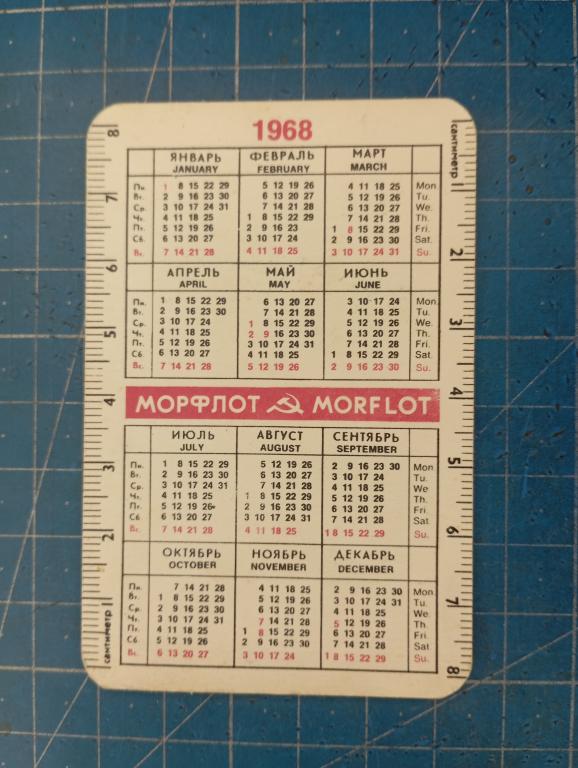 1968
ЯНВАРЬ ФЕВРАЛЬ МАРТ
JANUARY FEBRUARY MARCH
Пн. 1 8 15 22 29 5 12 19 26 4 11 18 25 Mon.
Вт. 2 9 16 23 30 6 13 20 27 5 12 19 26 Tu.
Ср. 3 10 17 24 31 7 14 21 28 6 13 20 27 We.
Чт. 4 11 18 25 1 8 15 22 29 7 14 21 28 Th.
Пт. 5 12 19 26 2 9 16 23 1 8 15 22 29 Fri.
Сб. 6 13 20 27 3 10 17 24 2 9 16 23 30 Sat.
Вс. 7 14 21 28 4 11 18 25 3 10 17 24 31 Su.
АПРЕЛЬ МАЙ ИЮНЬ
APRIL MAY JUNE
Пн. 1 8 15 22 29 6 13 20 27 3 10 17 24 Mon.
Вт. 2 9 16 23 30 7 14 21 28 4 11 18 25 Tu.
Ср. 3 10 17 24 1 8 15 22 29 5 12 19 26 We.
Чт. 4 11 18 25 2 9 16 23 30 6 13 20 27 Th.
Пт. 5 12 19 26 3 10 17 24 31 7 14 21 28 Fri.
Сб. 6 13 20 27 4 11 18 25 1 8 15 22 29 Sat.
Вс. 7 14 21 28 5 12 19 26 2 9 16 23 30 Su.
МОРФЛОТ MORFLOT
ИЮЛЬ АВГУСТ СЕНТЯБРЬ
JULY AUGUST SEPTEMBER
Пн. 1 8 15 22 29 5 12 19 26 2 9 16 23 30 Mon.
Вт. 2 9 16 23 30 6 13 20 27 3 10 17 24 Tu.
Ср. 3 10 17 24 31 7 14 21 28 4 11 18 25 We
Чт. 4 11 18 25 1 8 15 22 29 5 12 19 26 Th.
Пт. 5 12 19 26 2 9 16 23 30 6 13 20 27 Fri.
Сб. 6 13 20 27 3 10 17 24 31 7 14 21 28 Sat.
Вс. 7 14 21 28 4 11 18 25 1 8 15 22 29 Su.
ОКТЯБРЬ НОЯБРЬ ДЕКАБРЬ
OCTOBER NOVEMBER DECEMBER
Пн. 7 14 21 28 4 11 18 25 2 9 16 23 30 Mon.
Вт. 1 8 15 22 29 5 12 19 26 3 10 17 24 31 Tu.
Ср. 2 9 16 23 30 6 13 20 27 4 11 18 25 We.
Чт. 3 10 17 24 31 7 14 21 28 5 12 19 26 Th.
Пт. 4 11 18 25 1 8 15 22 29 6 13 20 27 Fri.
Сб. 5 12 19 26 2 9 16 23 30 7 14 21 28 Sat
Вс. 6 13 20 27 3 10 17 24 1 8 15 22 29 Su.
сантиметр 1 2 3 4 5 6 7 8
сантиметр 1 2 3 4 5 6 7 8